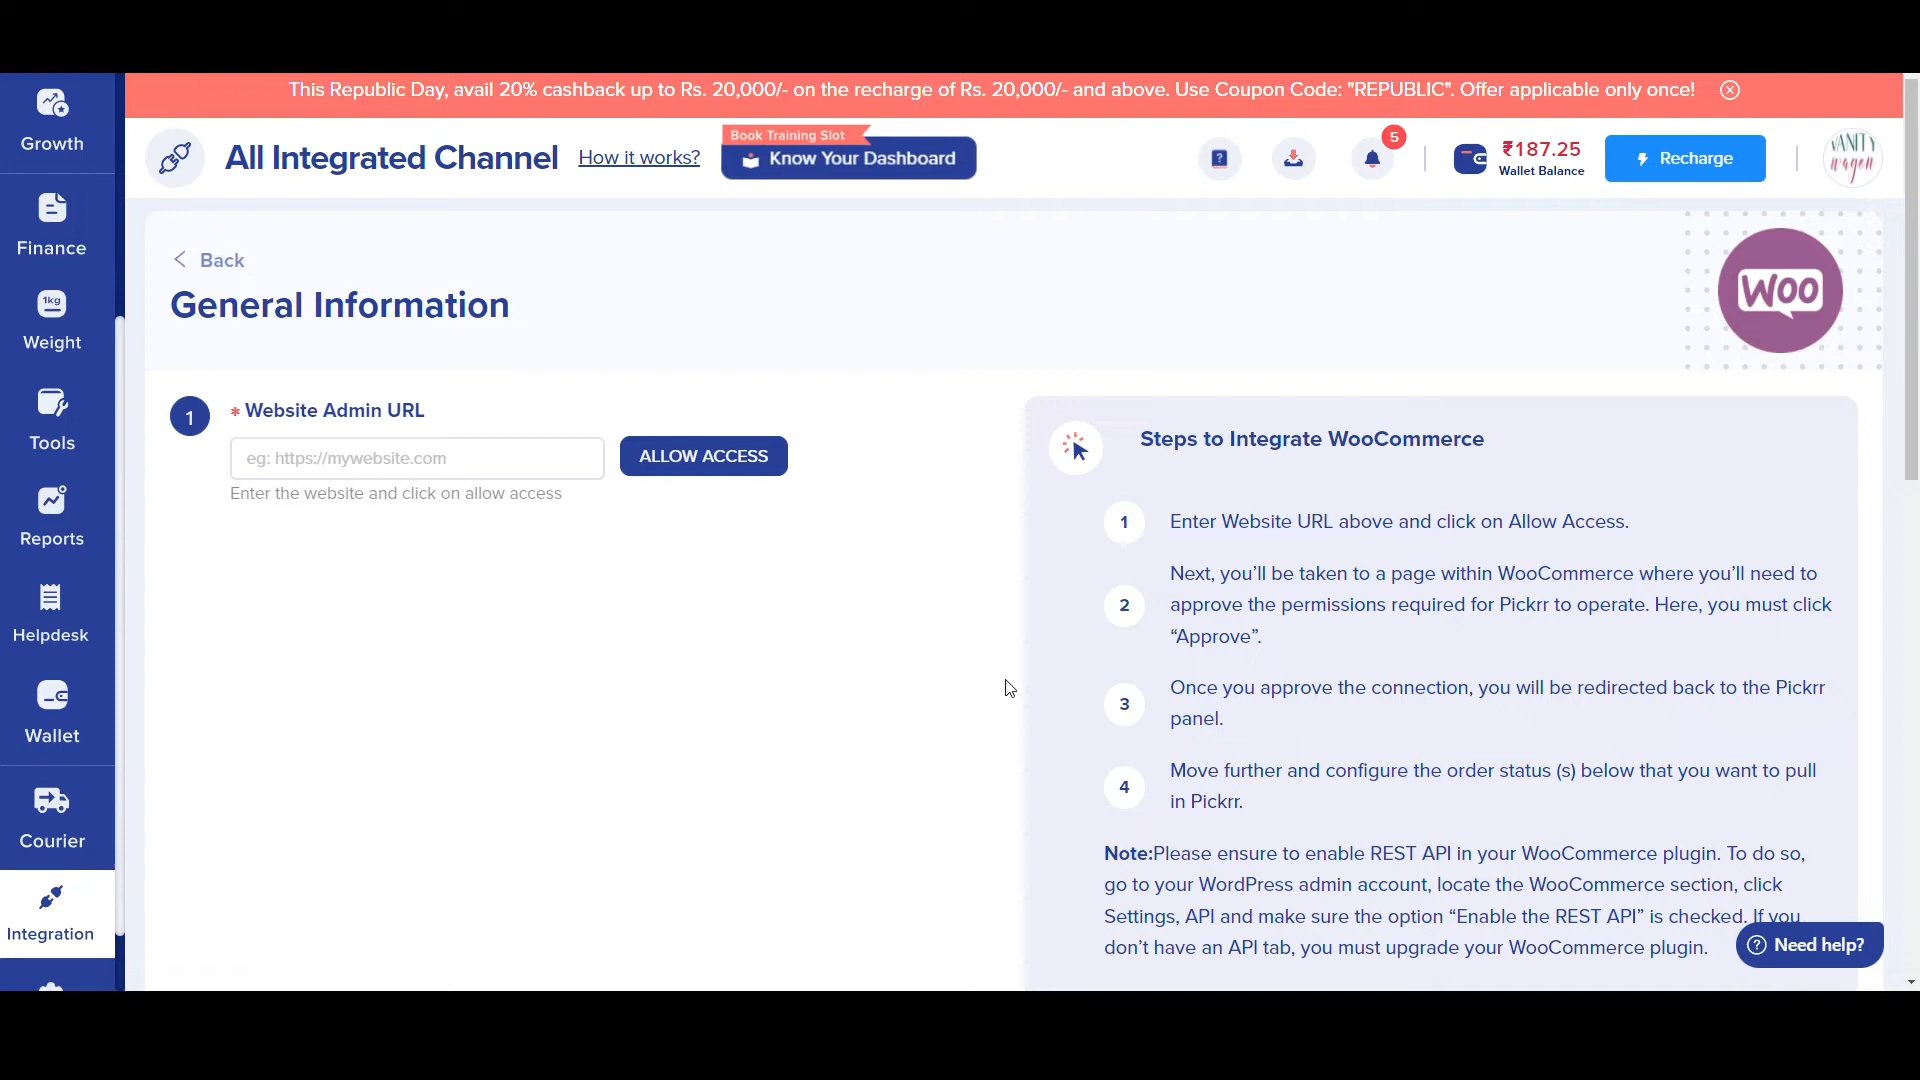 This Republic Day, avail 20% cashback up to Rs. 20,000/- on the recharge of Rs. 20,000/- and above. Use Coupon Code: "REPUBLIC". Offer applicable only once!
Growth
Finance
1kg
Weight
Tools
Reports
Helpdesk
Wallet
Courier
Integration
All Integrated Channel
How it works?
Book Training Slot
Know Your Dashboard
5
₹187.25
Wallet Balance
Recharge
VANITY
wagon
Back
General Information
WOO
1
* Website Admin URL
eg: https://mywebsite.com
ALLOW ACCESS
Enter the website and click on allow access
Steps to Integrate WooCommerce
1 Enter Website URL above and click on Allow Access.
Next, you’ll be taken to a page within WooCommerce where you’ll need to
2 approve the permissions required for Pickrr to operate. Here, you must click
“Approve”.
3 Once you approve the connection, you will be redirected back to the Pickrr
panel.
4 Move further and configure the order status (s) below that you want to pull
in Pickrr.
Note:Please ensure to enable REST API in your WooCommerce plugin. To do so,
go to your WordPress admin account, locate the WooCommerce section, click
Settings, API and make sure the option “Enable the REST API” is checked. If you
don’t have an API tab, you must upgrade your WooCommerce plugin.
? Need help?